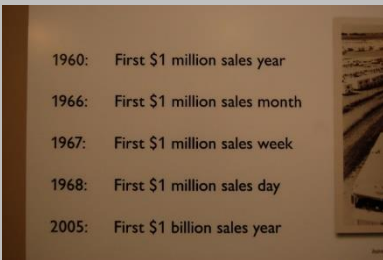 1960: First $1 million sales year
1966: First $1 million sales month
1967: First $1 million sales week
1968: First $1 million sales day
2005: First $1 billion sales year